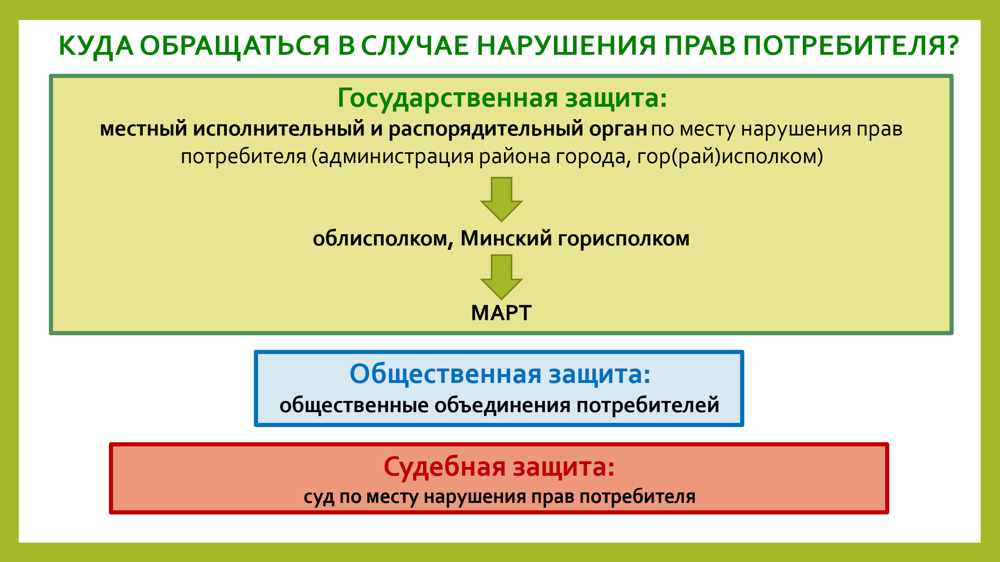 КУДА ОБРАЩАТЬСЯ В СЛУЧАЕ НАРУШЕНИЯ ПРАВ ПОТРЕБИТЕЛЯ?
Государственная защита:
местный исполнительный и распорядительный орган по месту нарушения прав
потребителя (администрация района города, гор(рай)исполком)
облисполком, Минский горисполком
МАРТ
Общественная защита:
общественные объединения потребителей
Судебная защита:
суд по месту нарушения прав потребителя